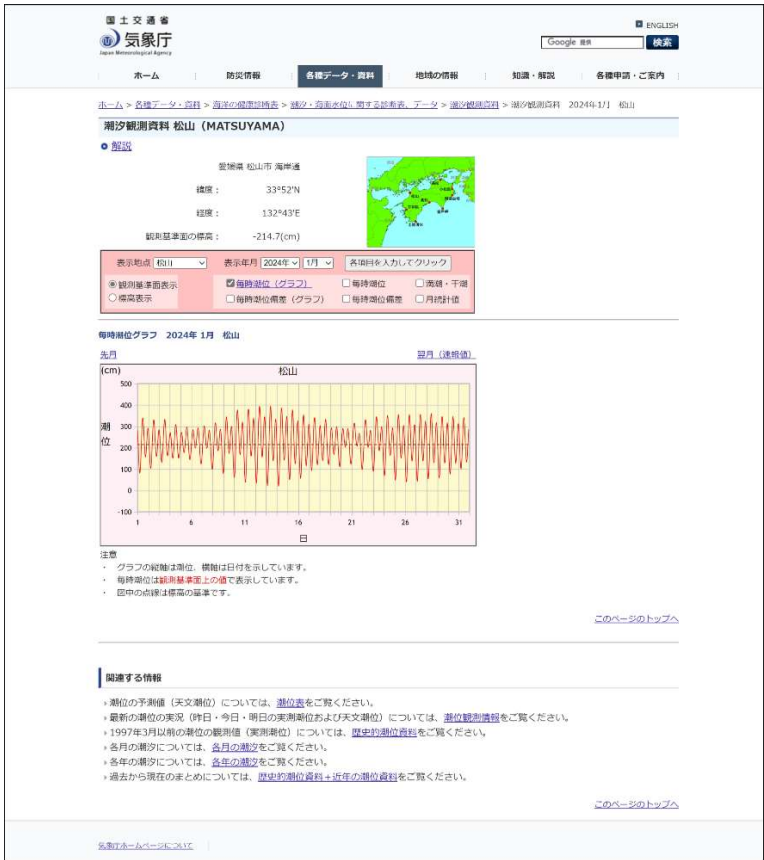 国土交通省
気象庁
Japan Meteorological Agency
ENGLISH
Google 提供
検索
ホーム
防災情報
各種データ・資料
地域の情報
知識・解説
各種申請・ご案内
ホーム > 各種データ・資料 > 海洋の健康診断表 > 潮汐・海面水位に関する診断表、データ > 潮汐観測資料 > 潮汐観測資料 2024年1月 松山
潮汐観測資料 松山（MATSUYAMA）
解説
愛媛県 松山市 海岸通
緯度： 33°52'N
経度： 132°43'E
観測基準面の標高： -214.7(cm)
表示地点 松山 表示年月 2024年 1月 各項目を入力してクリック
観測基準面表示 毎時潮位（グラフ） 毎時潮位 満潮・干潮
標高表示 毎時潮位偏差（グラフ） 毎時潮位偏差 月統計値
毎時潮位グラフ 2024年 1月 松山
先月 翌月（速報値）
(cm) 松山
500
400
潮位
300
200
100
0
-100
1 6 11 16 21 26 31
日
注意
・ グラフの縦軸は潮位、横軸は日付を示しています。
・ 毎時潮位は観測基準面上の値で表示しています。
・ 図中の点線は標高の基準です。
このページのトップへ
関連する情報
潮位の予測値（天文潮位）については、潮位表をご覧ください。
最新の潮位の実況（昨日・今日・明日の実測潮位および天文潮位）については、潮位観測情報をご覧ください。
1997年3月以前の潮位の観測値（実測潮位）については、歴史的潮位資料をご覧ください。
各月の潮汐については、各月の潮汐をご覧ください。
各年の潮汐については、各年の潮汐をご覧ください。
過去から現在のまとめについては、歴史的潮位資料+近年の潮位資料をご覧ください。
このページのトップへ
気象庁ホームページについて